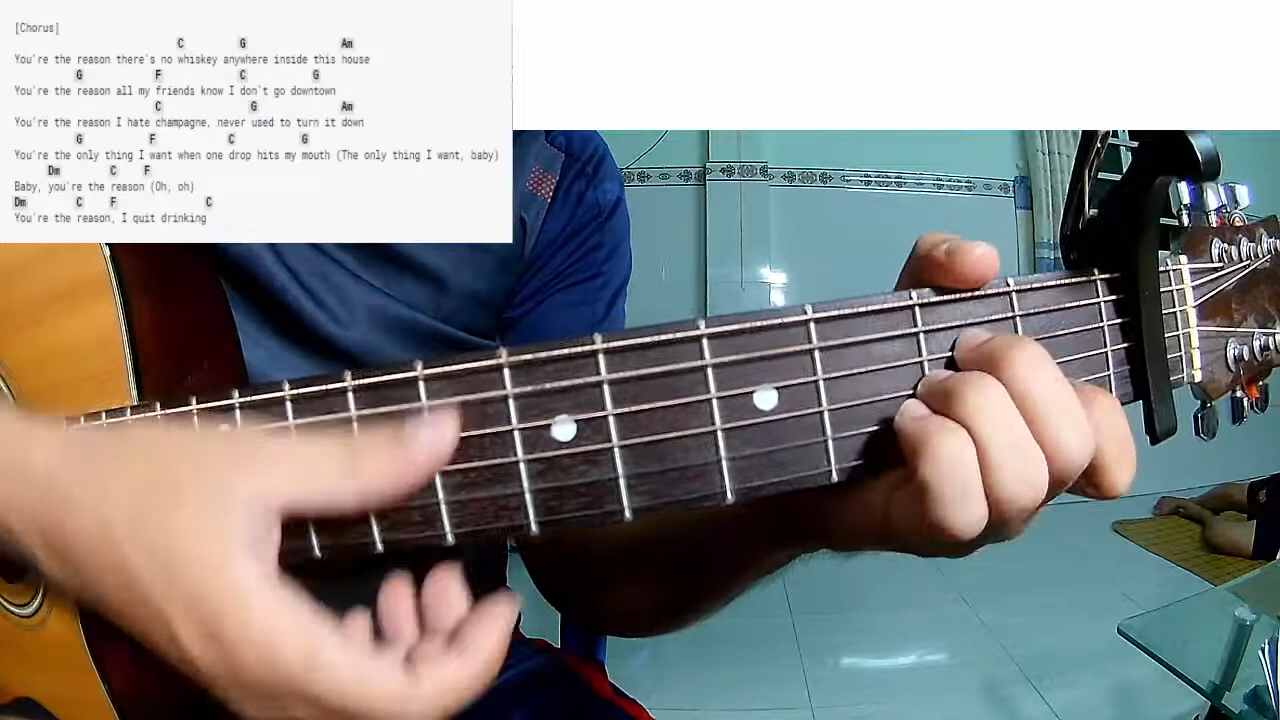 [Chorus]
C G Am
You're the reason there's no whiskey anywhere inside this house
G F C G
You're the reason all my friends know I don't go downtown
C G Am
You're the reason I hate champagne, never used to turn it down
G F C G
You're the only thing I want when one drop hits my mouth (The only thing I want, baby)
Dm C F
Baby, you're the reason (Oh, oh)
Dm C F C
You're the reason, I quit drinking